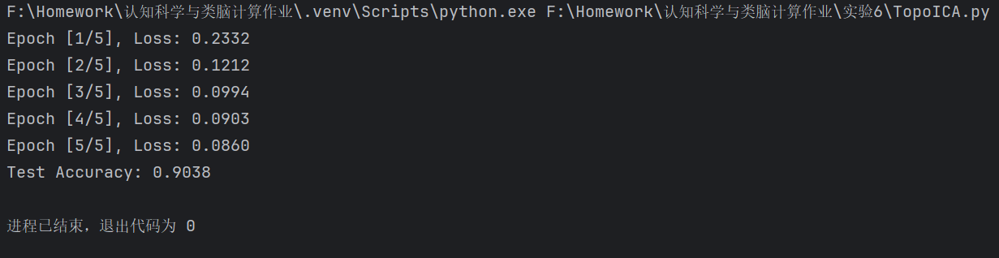 F:\Homework\认知科学与类脑计算作业\.venv\Scripts\python.exe F:\Homework\认知科学与类脑计算作业\实验6\TopoICA.py
Epoch [1/5], Loss: 0.2332
Epoch [2/5], Loss: 0.1212
Epoch [3/5], Loss: 0.0994
Epoch [4/5], Loss: 0.0903
Epoch [5/5], Loss: 0.0860
Test Accuracy: 0.9038
进程已结束，退出代码为 0